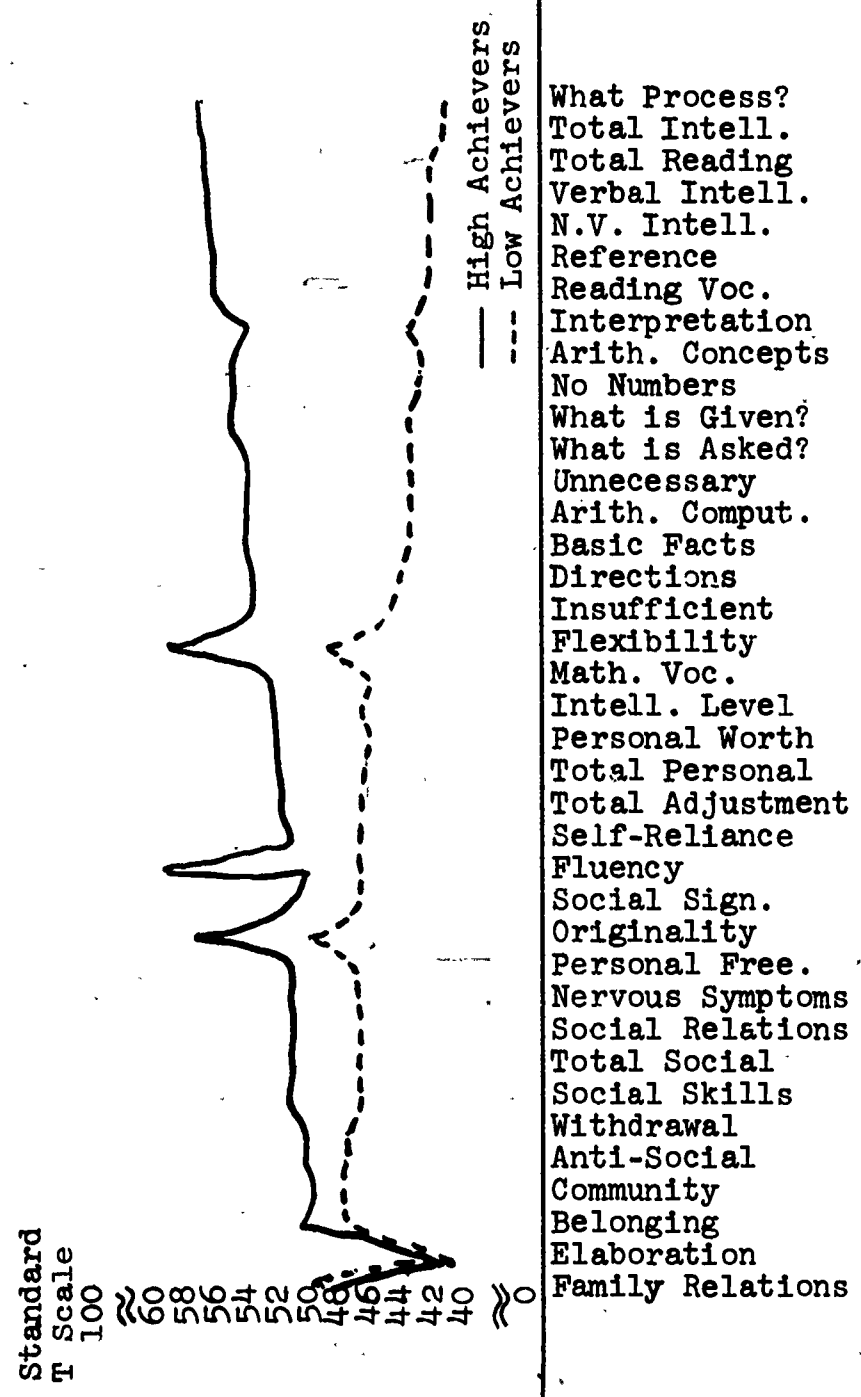 Standard
T Scale
100
60
58
56
54
52
50
48
46
44
42
40
0
High Achievers
Low Achievers
What Process?
Total Intell.
Total Reading
Verbal Intell.
N.V. Intell.
Reference
Reading Voc.
Interpretation
Arith. Concepts
No Numbers
What is Given?
What is Asked?
Unnecessary
Arith. Comput.
Basic Facts
Directions
Insufficient
Flexibility
Math. Voc.
Intell. Level
Personal Worth
Total Personal
Total Adjustment
Self-Reliance
Fluency
Social Sign.
Originality
Personal Free.
Nervous Symptoms
Social Relations
Total Social
Social Skills
Withdrawal
Anti-Social
Community
Belonging
Elaboration
Family Relations